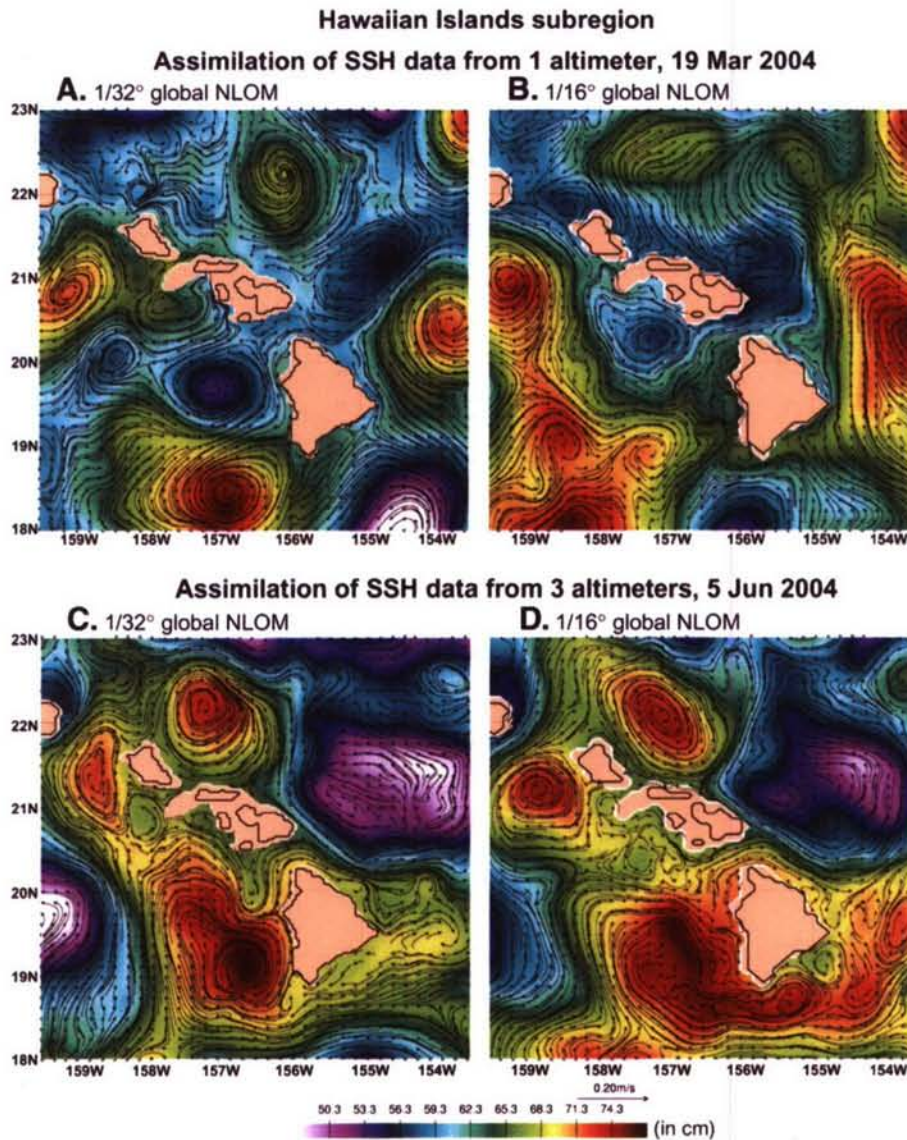 Hawaiian Islands subregion
Assimilation of SSH data from 1 altimeter, 19 Mar 2004
A. 1/32° global NLOM
B. 1/16° global NLOM
23N
22N
21N
20N
19N
18N
159W 158W 157W 156W 155W 154W
159W 158W 157W 156W 155W 154W
Assimilation of SSH data from 3 altimeters, 5 Jun 2004
C. 1/32° global NLOM
D. 1/16° global NLOM
23N
22N
21N
20N
19N
18N
159W 158W 157W 156W 155W 154W
159W 158W 157W 156W 155W 154W
0.20m/s
50.3 53.3 56.3 59.3 62.3 65.3 68.3 71.3 74.3
(in cm)